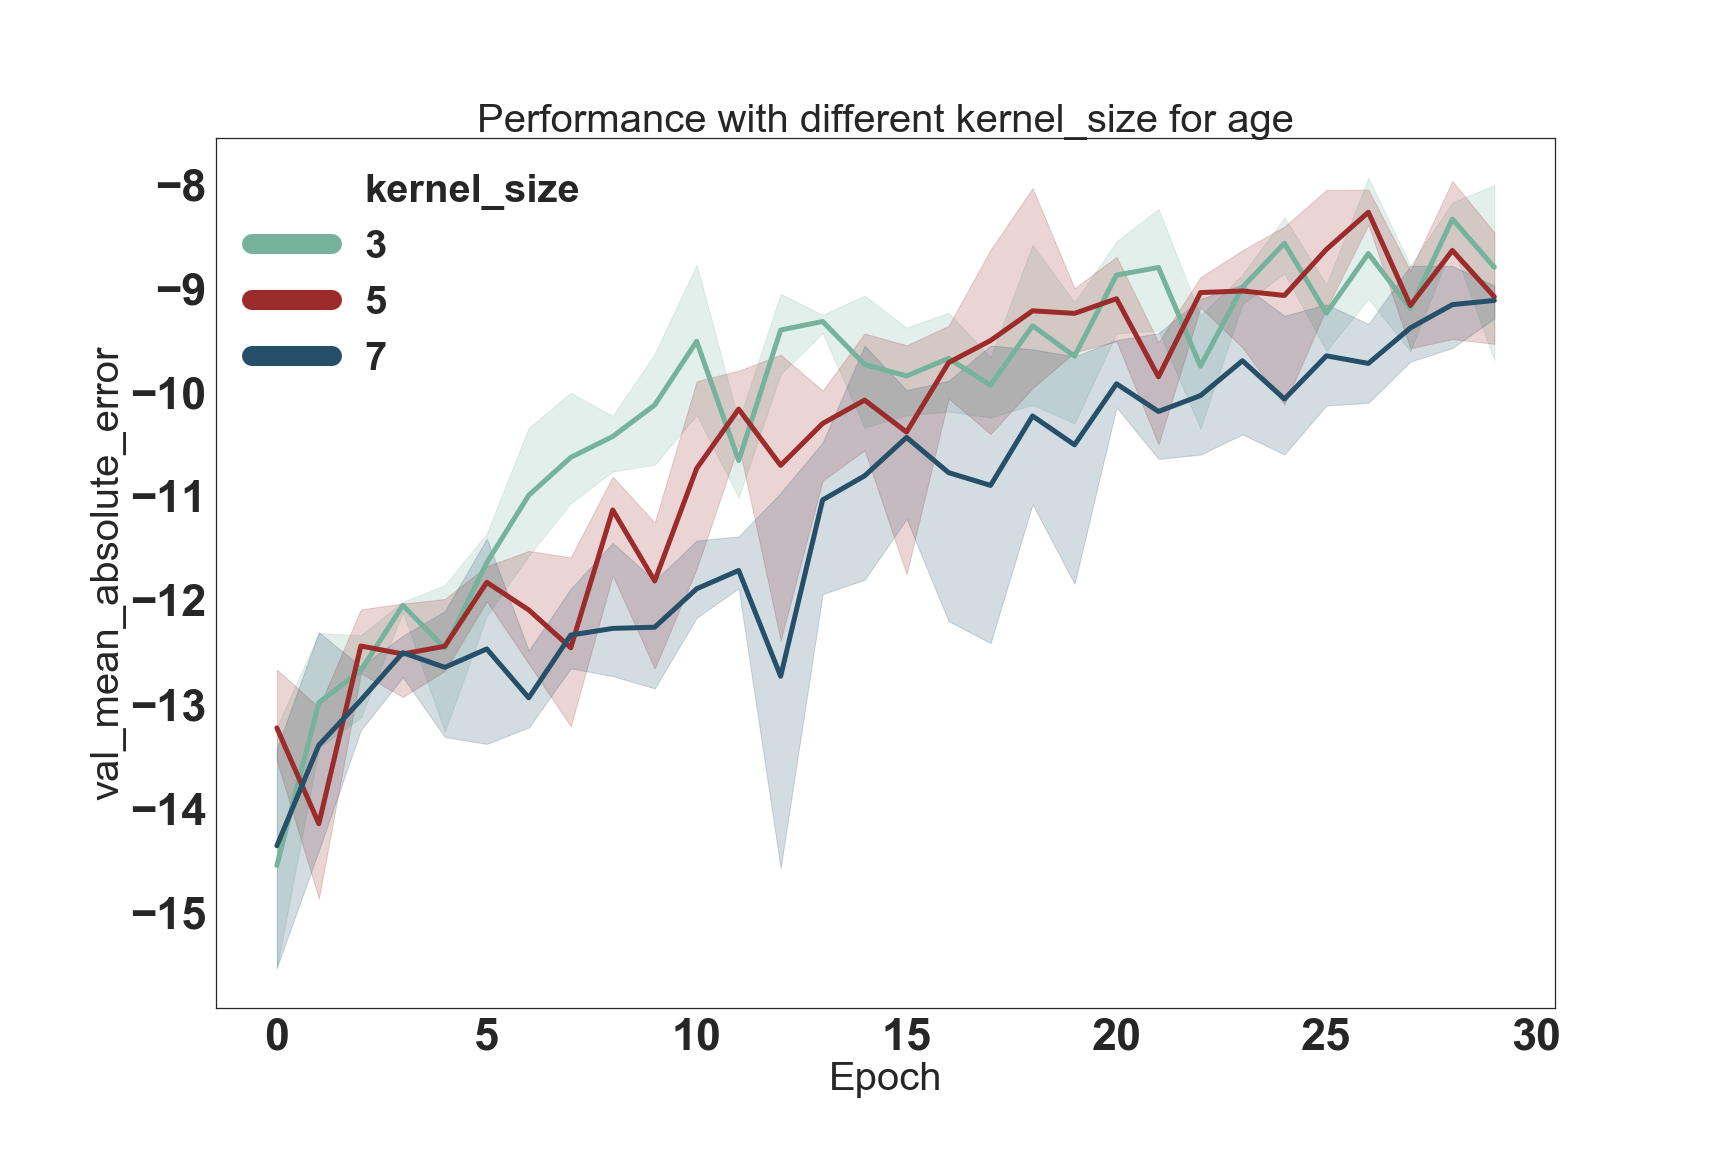 Performance with different kernel_size for age
kernel_size
3
5
7
−8
−9
−10
−11
−12
−13
−14
−15
val_mean_absolute_error
0 5 10 15 20 25 30
Epoch